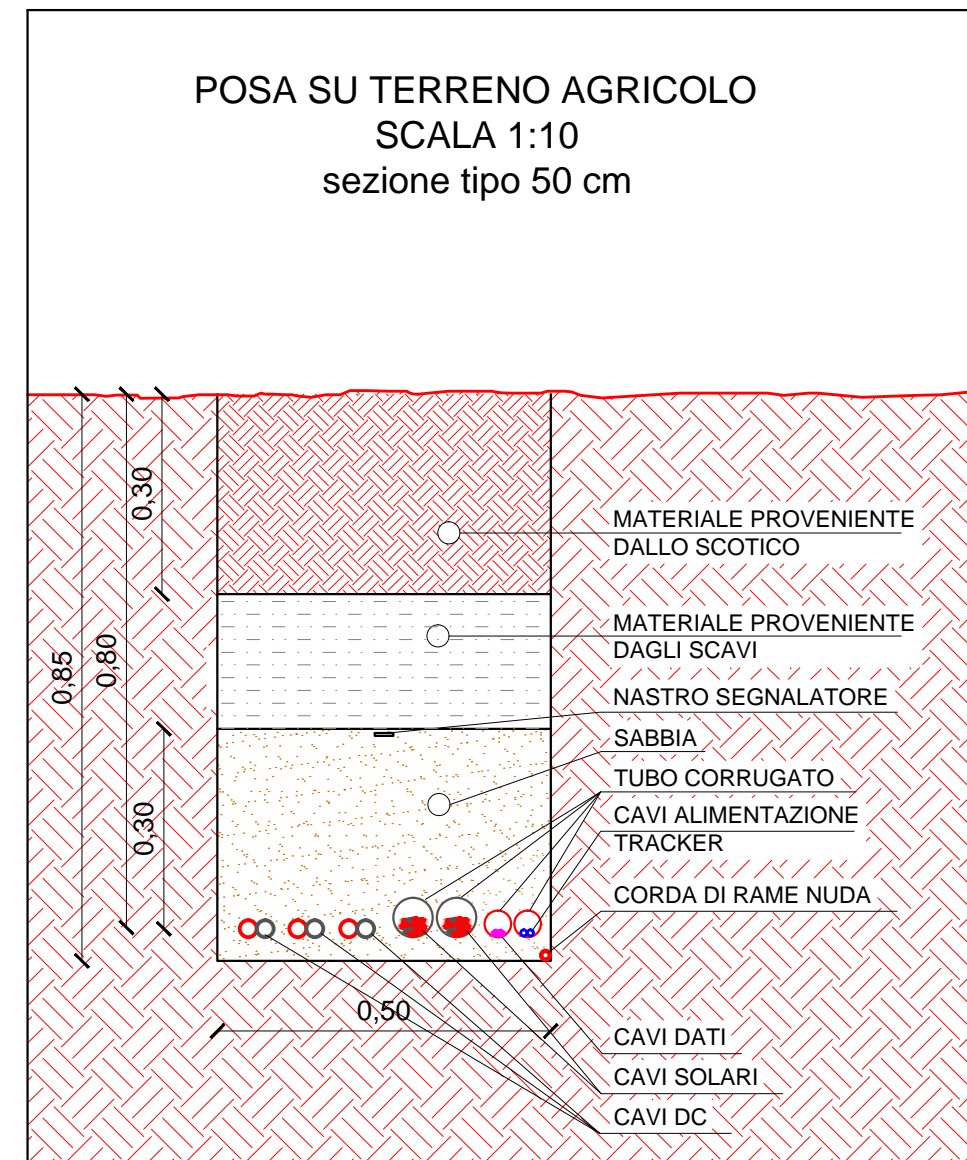 POSA SU TERRENO AGRICOLO
SCALA 1:10
sezione tipo 50 cm
0,30
0,80
0,85
0,30
0,50
MATERIALE PROVENIENTE
DALLO SCOTICO
MATERIALE PROVENIENTE
DAGLI SCAVI
NASTRO SEGNALATORE
SABBIA
TUBO CORRUGATO
CAVI ALIMENTAZIONE
TRACKER
CORDA DI RAME NUDA
CAVI DATI
CAVI SOLARI
CAVI DC